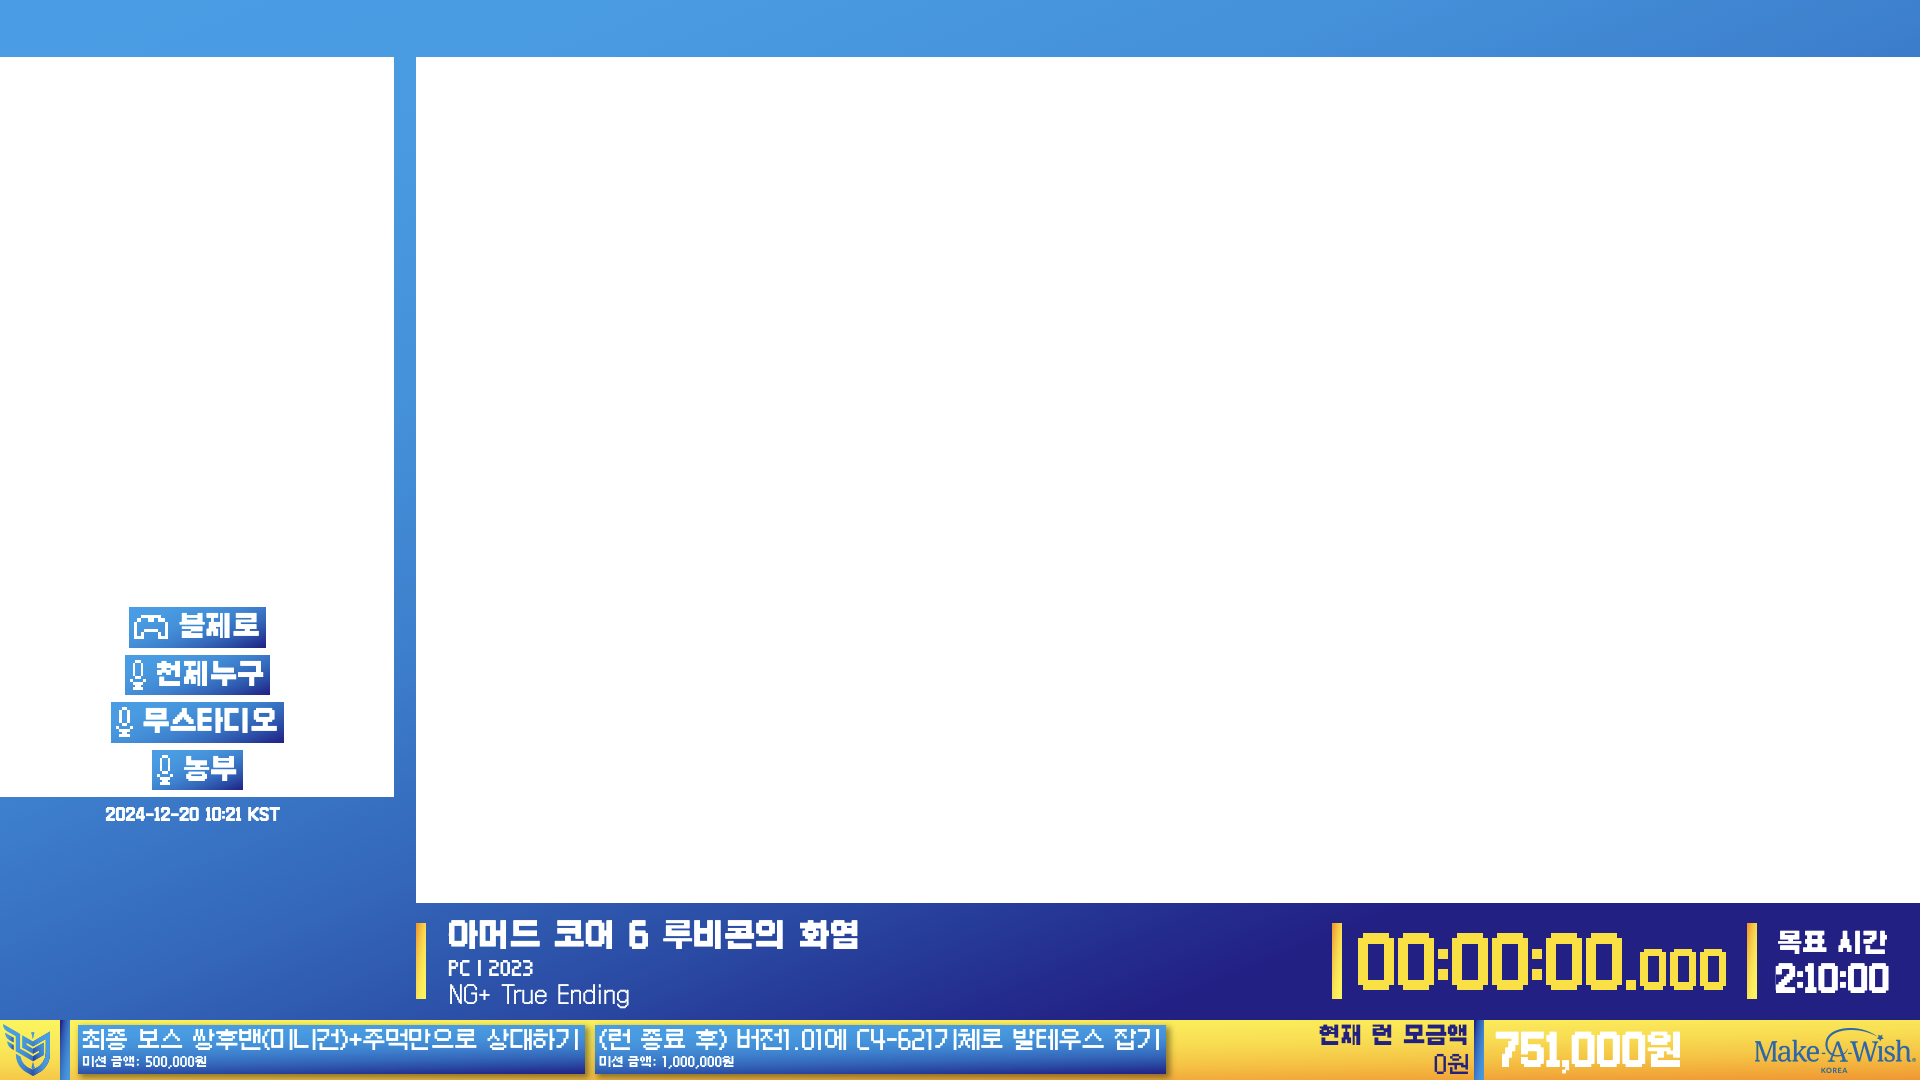 불제로
천제누구
무스타디오
농부
2024-12-20 10:21 KST
아머드 코어 6 루비콘의 화염
PC | 2023
NG+ True Ending
00:00:00.000
목표 시간
2:10:00
최종 보스 쌍후밴(미니건)+주먹만으로 상대하기
미션 금액: 500,000원
(런 종료 후) 버전1.01에 C4-621기체로 발테우스 잡기
미션 금액: 1,000,000원
현재 런 모금액
0원
751,000원
Make-A-Wish®
KOREA